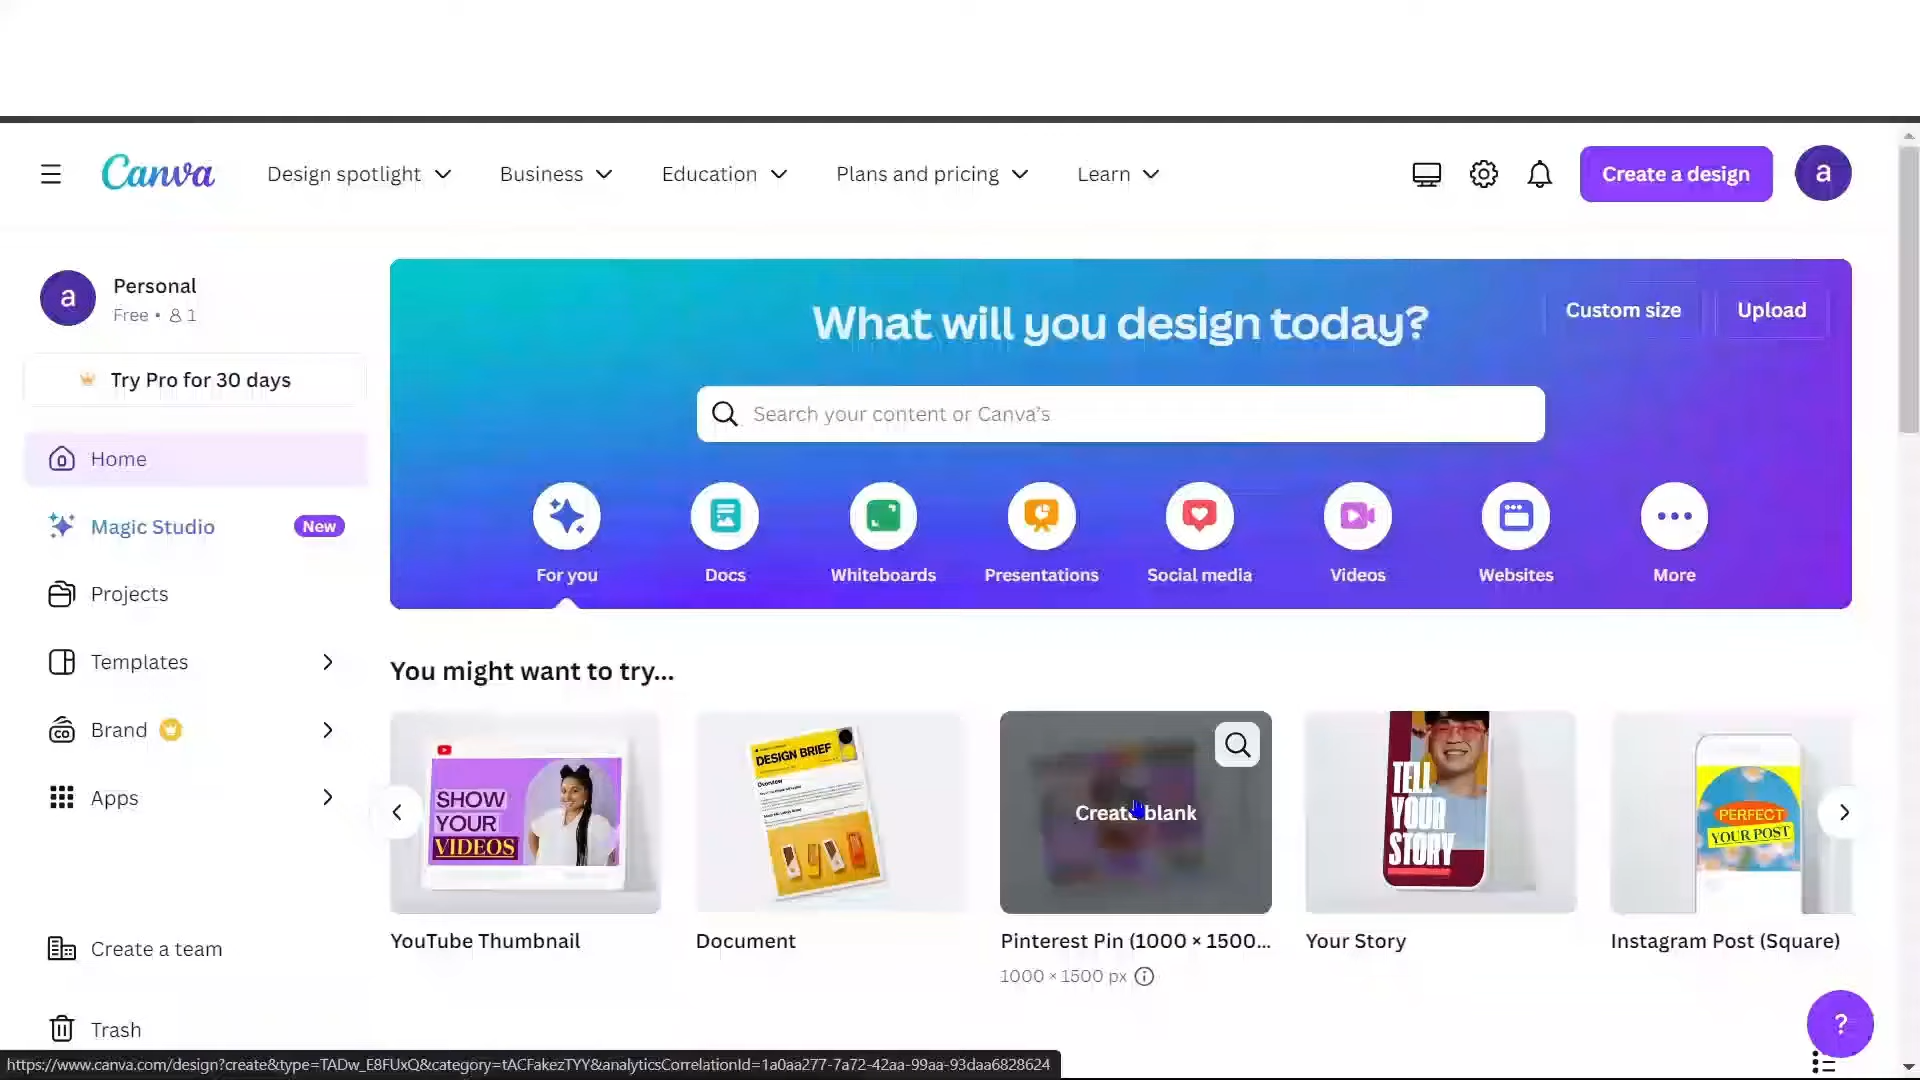 Canva
Design spotlight
Business
Education
Plans and pricing
Learn
Create a design
a
a
Personal
Free • 1
Try Pro for 30 days
Home
Magic Studio
New
Projects
Templates
Brand
Apps
Create a team
Trash
What will you design today?
Custom size
Upload
Search your content or Canva's
For you
Docs
Whiteboards
Presentations
Social media
Videos
Websites
More
You might want to try...
SHOW
YOUR
VIDEOS
DESIGN BRIEF
Overview
Create blank
TELL
YOUR
STORY
PERFECT
YOUR POST
YouTube Thumbnail
Document
Pinterest Pin (1000 × 1500...
Your Story
Instagram Post (Square)
1000 × 1500 px
?
https://www.canva.com/design?create&type=TADw_E8FUxQ&category=tACFakezTYY&analyticsCorrelationId=1a0aa277-7a72-42aa-99aa-93daa6828624